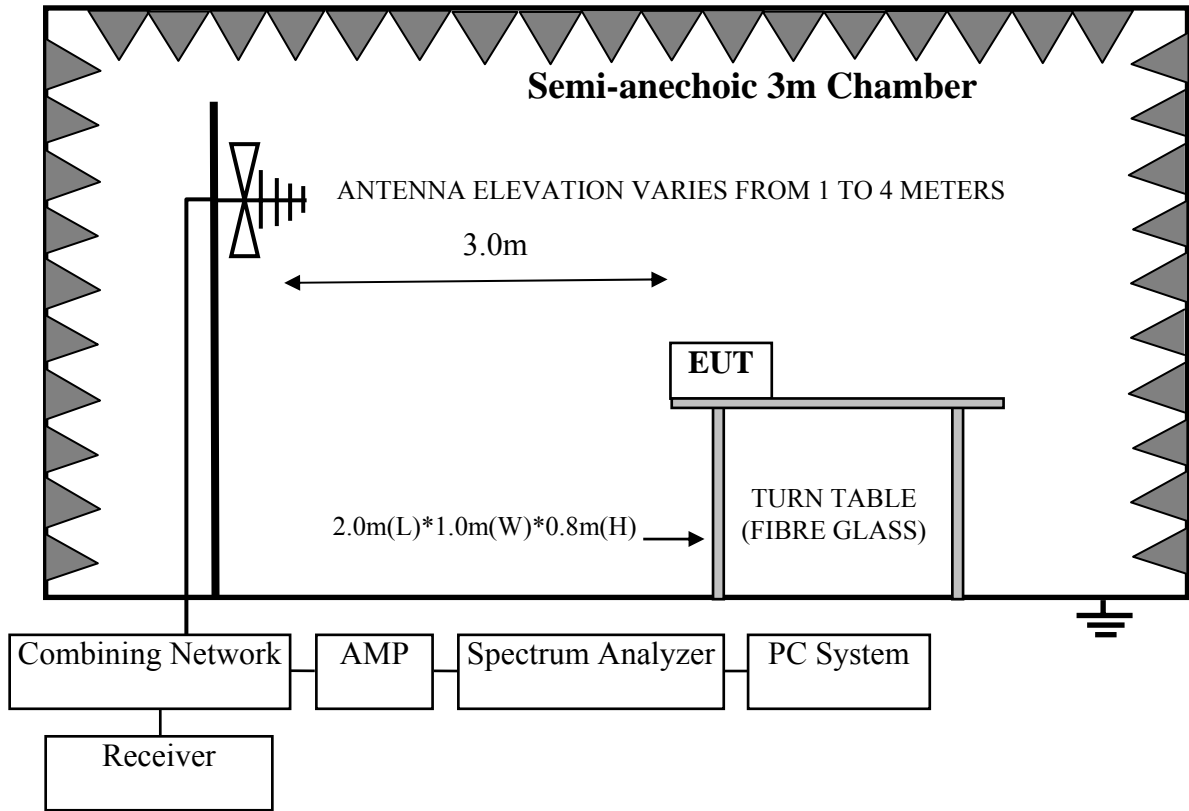 Semi-anechoic 3m Chamber
ANTENNA ELEVATION VARIES FROM 1 TO 4 METERS
3.0m
EUT
TURN TABLE
(FIBRE GLASS)
2.0m(L)*1.0m(W)*0.8m(H)
Combining Network
AMP
Spectrum Analyzer
PC System
Receiver